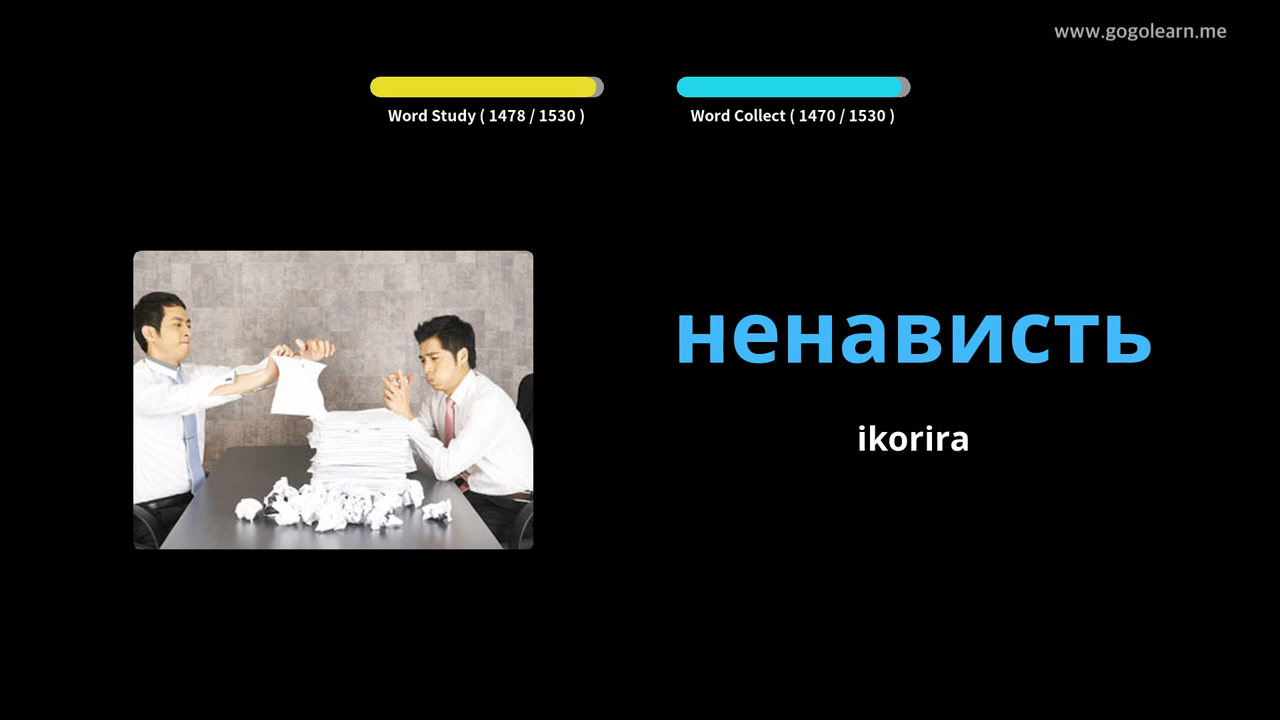 www.gogolearn.me
Word Study ( 1478 / 1530 )
Word Collect ( 1470 / 1530 )
ненависть
ikorira